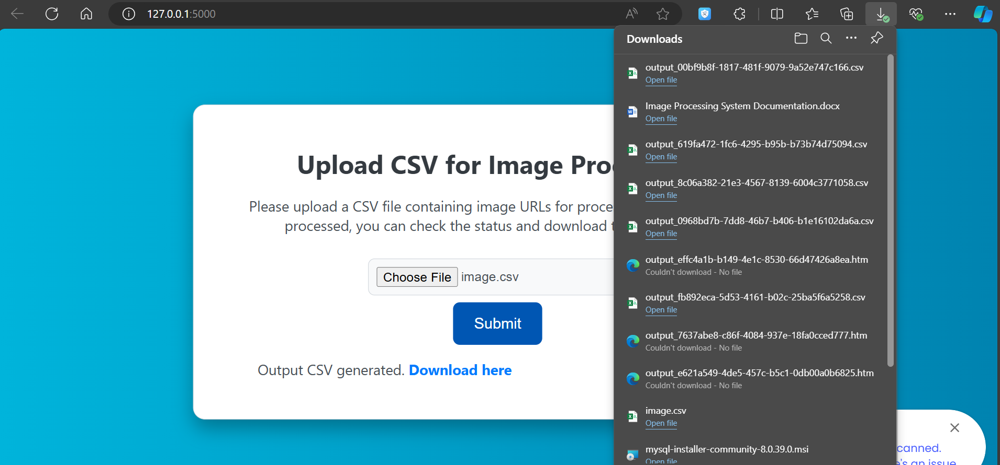 127.0.0.1:5000
Downloads
output_00bf9b8f-1817-481f-9079-9a52e747c166.csv
Open file
Image Processing System Documentation.docx
Open file
output_619fa472-1fc6-4295-b95b-b73b74d75094.csv
Open file
output_8c06a382-21e3-4567-8139-6004c3771058.csv
Open file
output_0968bd7b-7dd8-46b7-b406-b1e16102da6a.csv
Open file
output_effc4a1b-b149-4e1c-8530-66d47426a8ea.htm
Couldn't download - No file
output_fb892eca-5d53-4161-b02c-25ba5f6a5258.csv
Open file
output_7637abe8-c86f-4084-937e-18fa0cced777.htm
Couldn't download - No file
output_e621a549-4de5-457c-b5c1-0db00a0b6825.htm
Couldn't download - No file
image.csv
Open file
mysql-installer-community-8.0.39.0.msi
Open file
Upload CSV for Image Pro
Please upload a CSV file containing image URLs for proce
processed, you can check the status and download
Choose File image.csv
Submit
Output CSV generated. Download here
canned.
's an issue